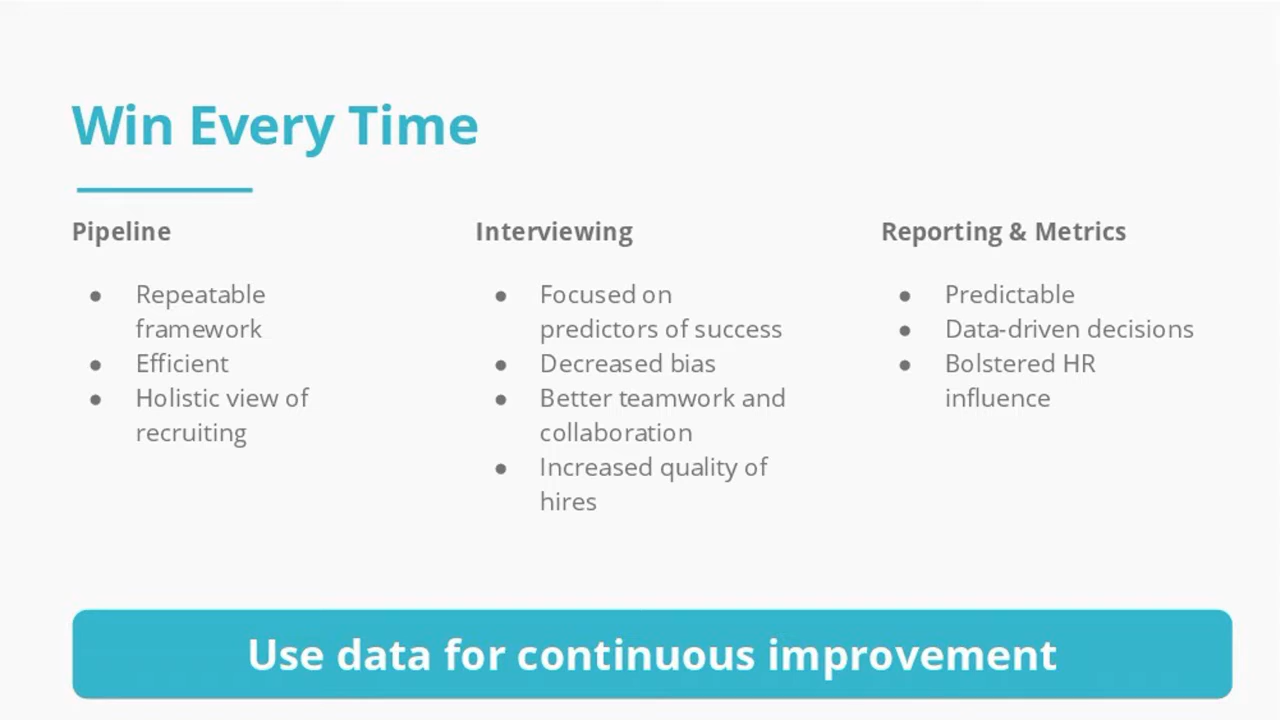 Win Every Time
Pipeline
● Repeatable
framework
● Efficient
● Holistic view of
recruiting
Interviewing
● Focused on
predictors of success
● Decreased bias
● Better teamwork and
collaboration
● Increased quality of
hires
Reporting & Metrics
● Predictable
● Data-driven decisions
● Bolstered HR
influence
Use data for continuous improvement